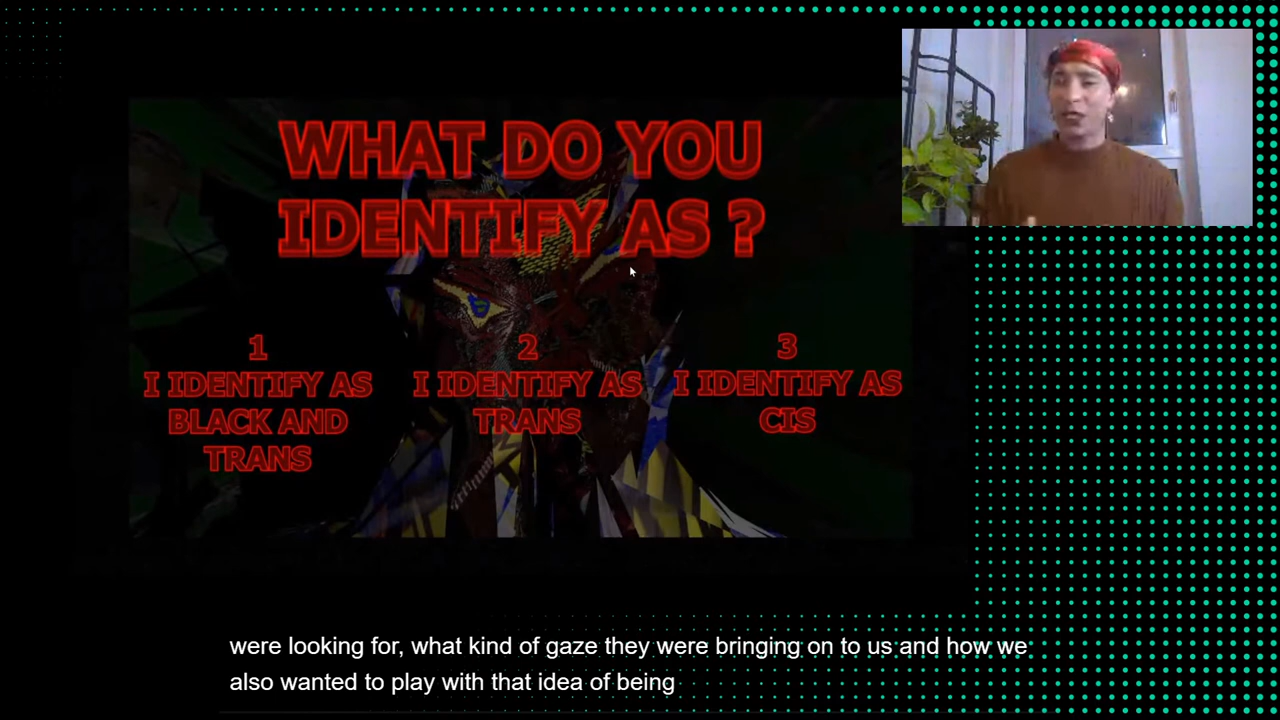 WHAT DO YOU
IDENTIFY AS ?
1
I IDENTIFY AS
BLACK AND
TRANS
2
I IDENTIFY AS
TRANS
3
I IDENTIFY AS
CIS
were looking for, what kind of gaze they were bringing on to us and how we
also wanted to play with that idea of being